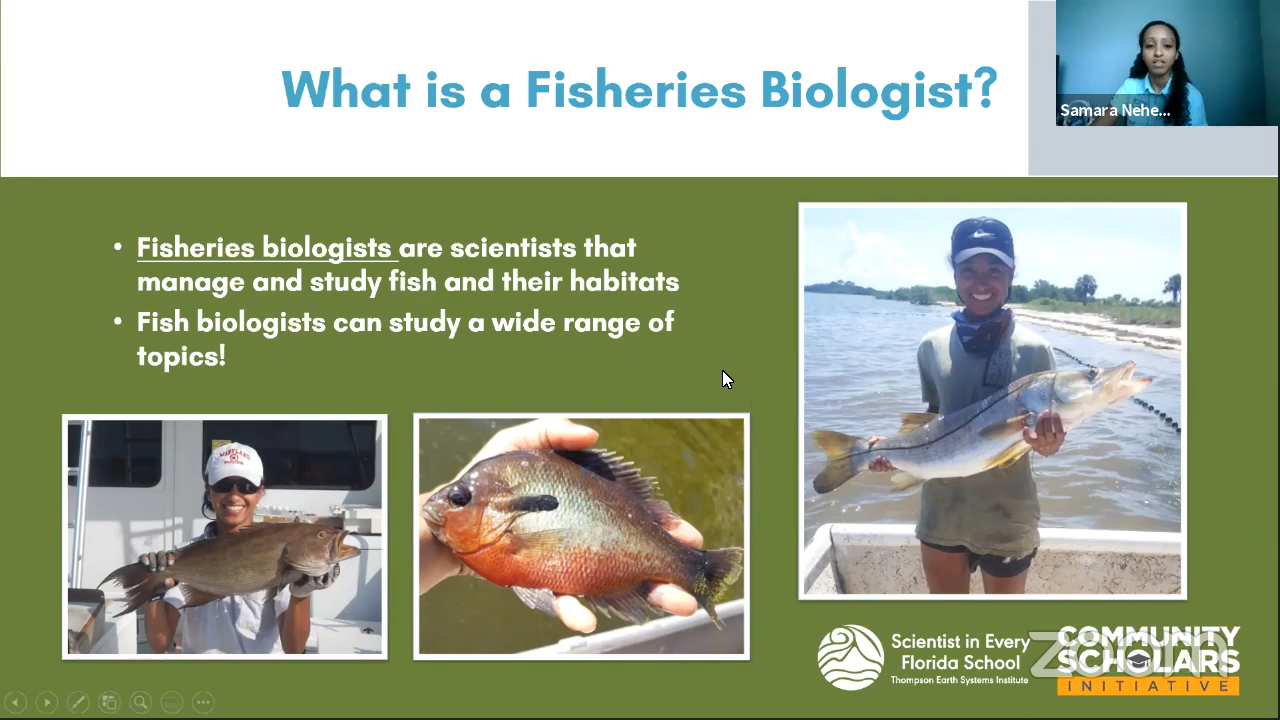 What is a Fisheries Biologist?
Samara Nehe...
• Fisheries biologists are scientists that
manage and study fish and their habitats
• Fish biologists can study a wide range of
topics!
MARYLAND
Scientist in Every
Florida School
Thompson Earth Systems Institute
zoom
COMMUNITY
SCHOLARS
INITIATIVE